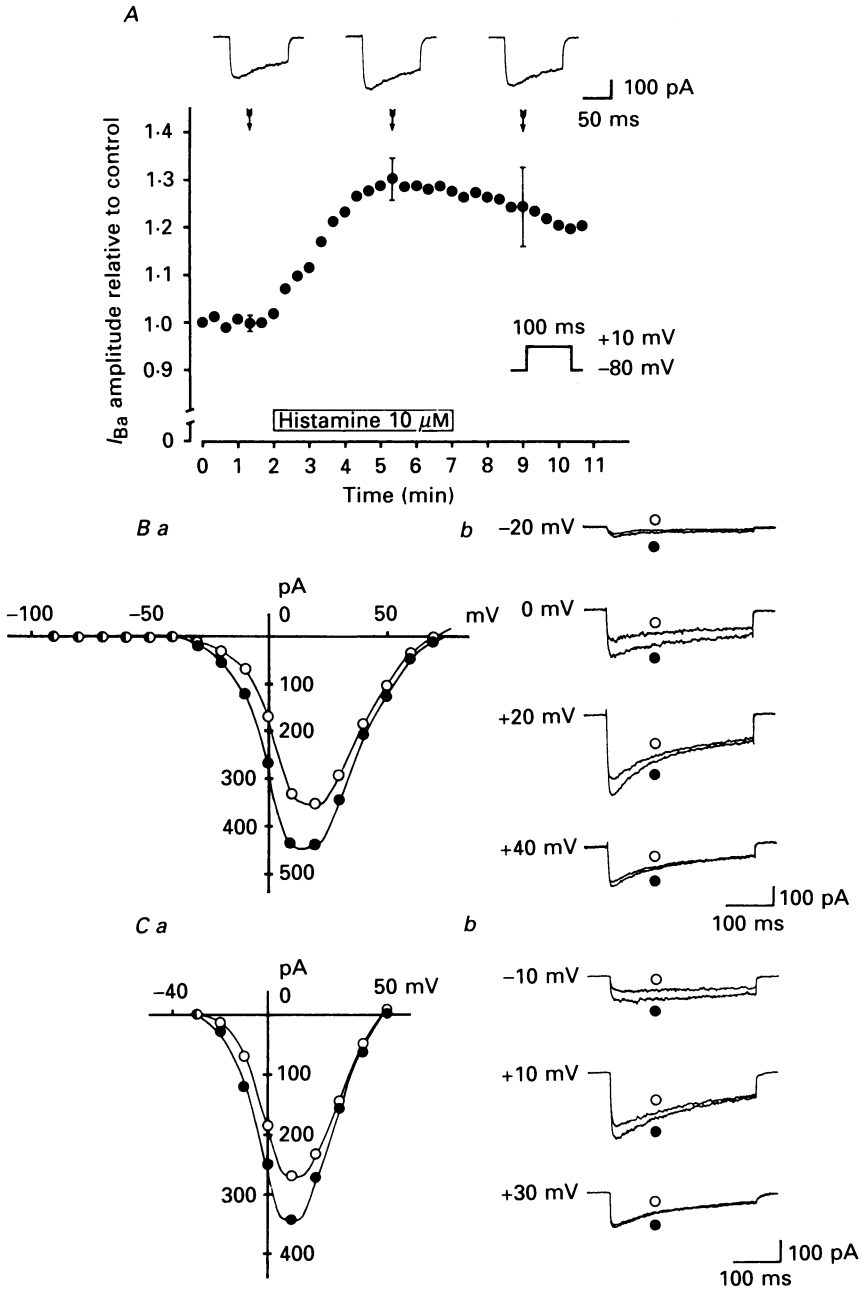 A
100 pA
50 ms
IBa amplitude relative to control
1·4
1·3
1·2
1·1
1·0
0·9
0
100 ms
+10 mV
−80 mV
Histamine 10 μM
0 1 2 3 4 5 6 7 8 9 10 11
Time (min)
B a
pA
−100 −50 0 50 mV
100
200
300
400
500
b
−20 mV
0 mV
+20 mV
+40 mV
100 pA
100 ms
C a
pA
−40 0 50 mV
100
200
300
400
b
−10 mV
+10 mV
+30 mV
100 pA
100 ms